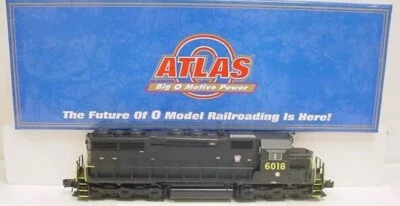 ATLAS
Big O Motive Power
The Future Of O Model Railroading Is Here!
6018